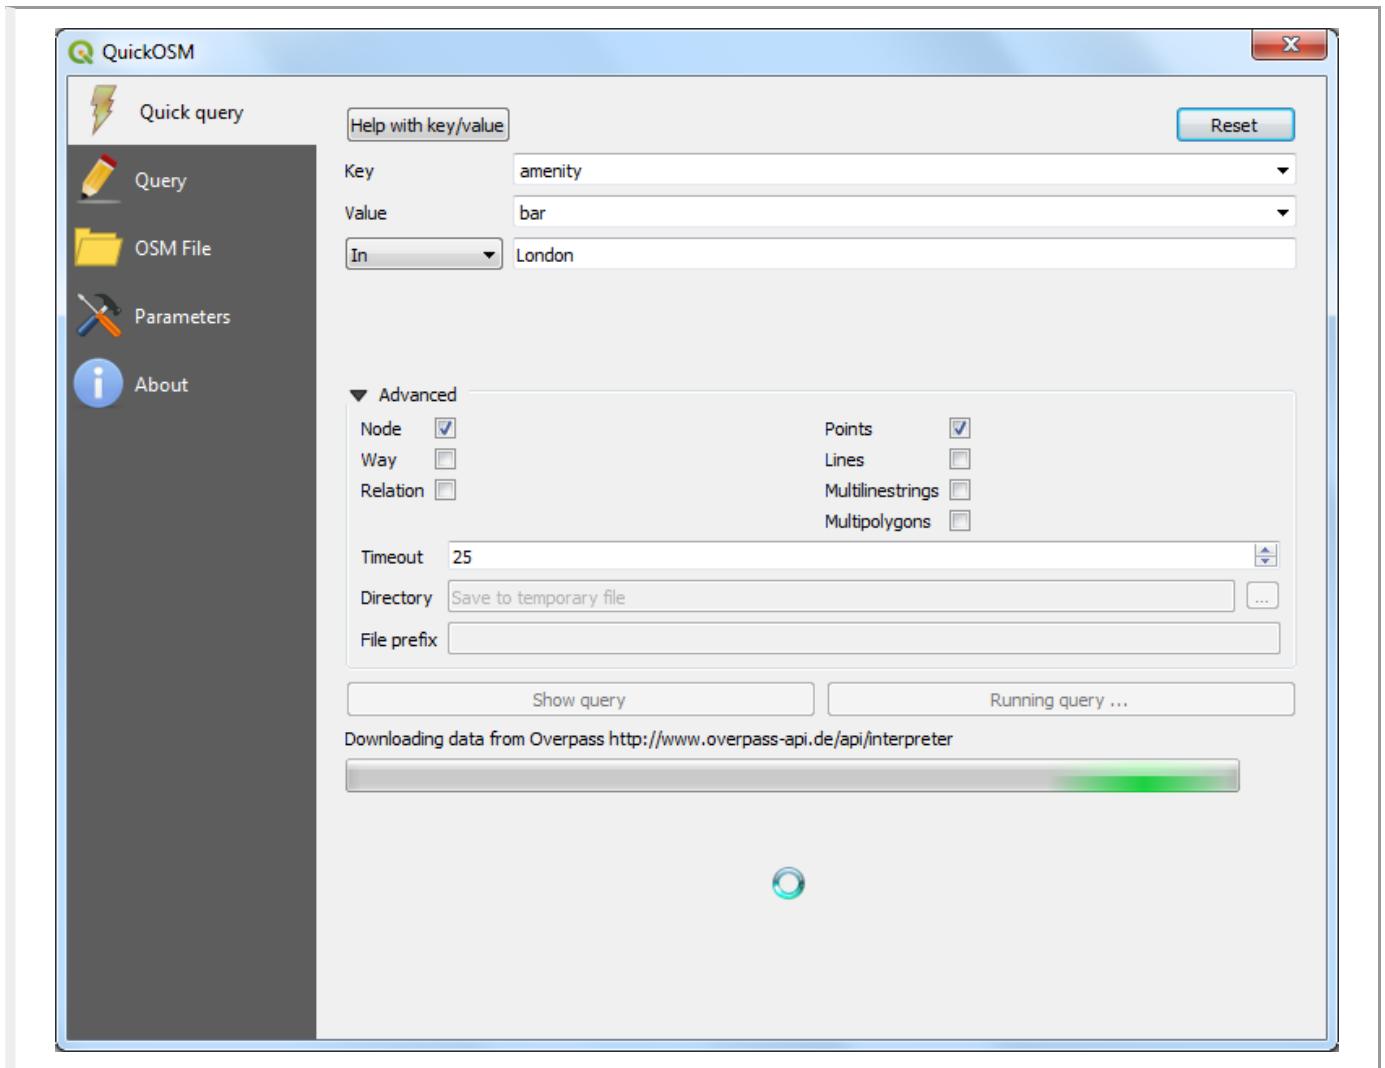 QuickOSM
Quick query
Query
OSM File
Parameters
About
Help with key/value
Reset
Key
amenity
Value
bar
In
London
Advanced
Node
Way
Relation
Points
Lines
Multilinestrings
Multipolygons
Timeout
25
Directory
Save to temporary file
...
File prefix
Show query
Running query ...
Downloading data from Overpass http://www.overpass-api.de/api/interpreter